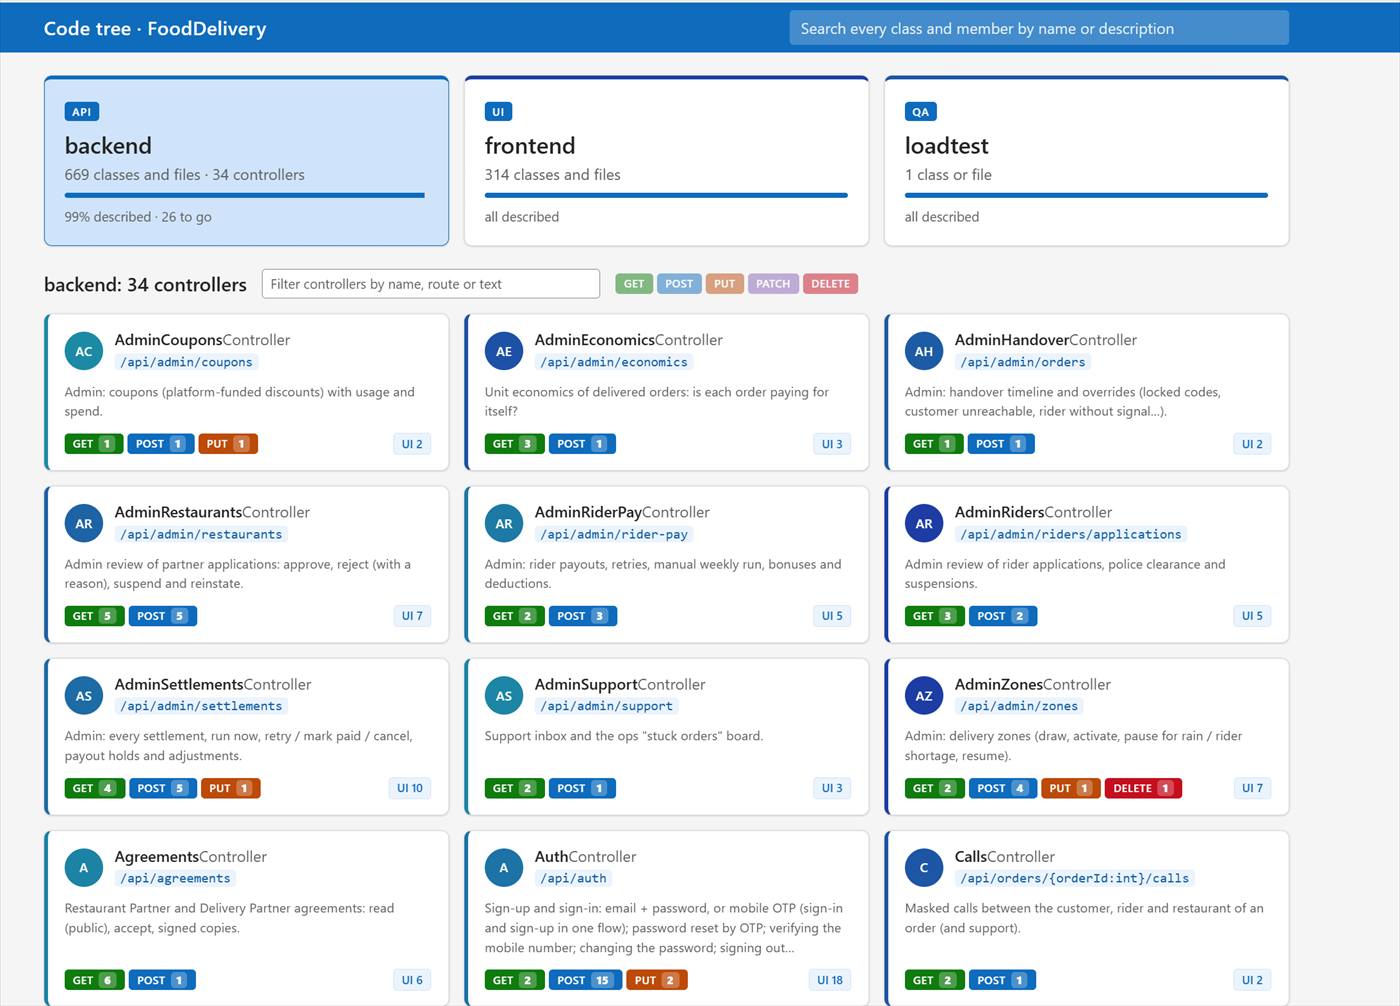 Code tree · FoodDelivery
Search every class and member by name or description
API
backend
669 classes and files · 34 controllers
99% described · 26 to go
UI
frontend
314 classes and files
all described
QA
loadtest
1 class or file
all described
backend: 34 controllers
Filter controllers by name, route or text
GET POST PUT PATCH DELETE
AC
AdminCouponsController
/api/admin/coupons
Admin: coupons (platform-funded discounts) with usage and
spend.
GET 1 POST 1 PUT 1 UI 2
AE
AdminEconomicsController
/api/admin/economics
Unit economics of delivered orders: is each order paying for
itself?
GET 3 POST 1 UI 3
AH
AdminHandoverController
/api/admin/orders
Admin: handover timeline and overrides (locked codes,
customer unreachable, rider without signal...).
GET 1 POST 1 UI 2
AR
AdminRestaurantsController
/api/admin/restaurants
Admin review of partner applications: approve, reject (with a
reason), suspend and reinstate.
GET 5 POST 5 UI 7
AR
AdminRiderPayController
/api/admin/rider-pay
Admin: rider payouts, retries, manual weekly run, bonuses and
deductions.
GET 2 POST 3 UI 5
AR
AdminRidersController
/api/admin/riders/applications
Admin review of rider applications, police clearance and
suspensions.
GET 3 POST 2 UI 5
AS
AdminSettlementsController
/api/admin/settlements
Admin: every settlement, run now, retry / mark paid / cancel,
payout holds and adjustments.
GET 4 POST 5 PUT 1 UI 10
AS
AdminSupportController
/api/admin/support
Support inbox and the ops "stuck orders" board.
GET 2 POST 1 UI 3
AZ
AdminZonesController
/api/admin/zones
Admin: delivery zones (draw, activate, pause for rain / rider
shortage, resume).
GET 2 POST 4 PUT 1 DELETE 1 UI 7
A
AgreementsController
/api/agreements
Restaurant Partner and Delivery Partner agreements: read
(public), accept, signed copies.
GET 6 POST 1 UI 6
A
AuthController
/api/auth
Sign-up and sign-in: email + password, or mobile OTP (sign-in
and sign-up in one flow); password reset by OTP; verifying the
mobile number; changing the password; signing out...
GET 2 POST 15 PUT 2 UI 18
C
CallsController
/api/orders/{orderId:int}/calls
Masked calls between the customer, rider and restaurant of an
order (and support).
GET 2 POST 1 UI 2